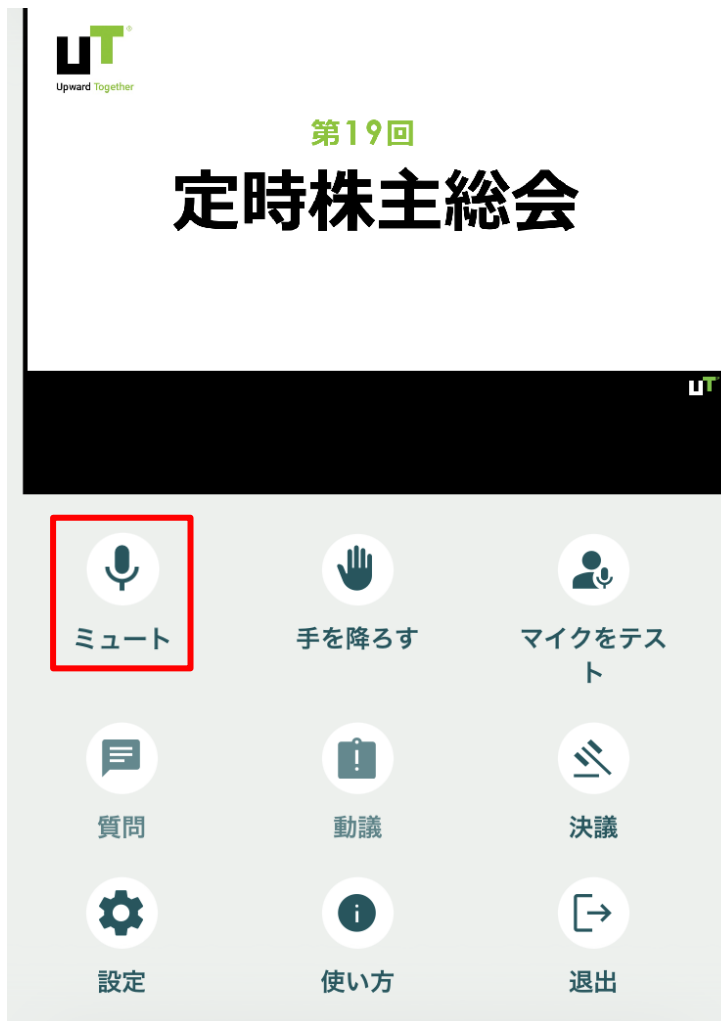 UT
Upward Together
第19回
定時株主総会
UT
ミュート
手を降ろす
マイクをテス
ト
質問
動議
決議
設定
使い方
退出